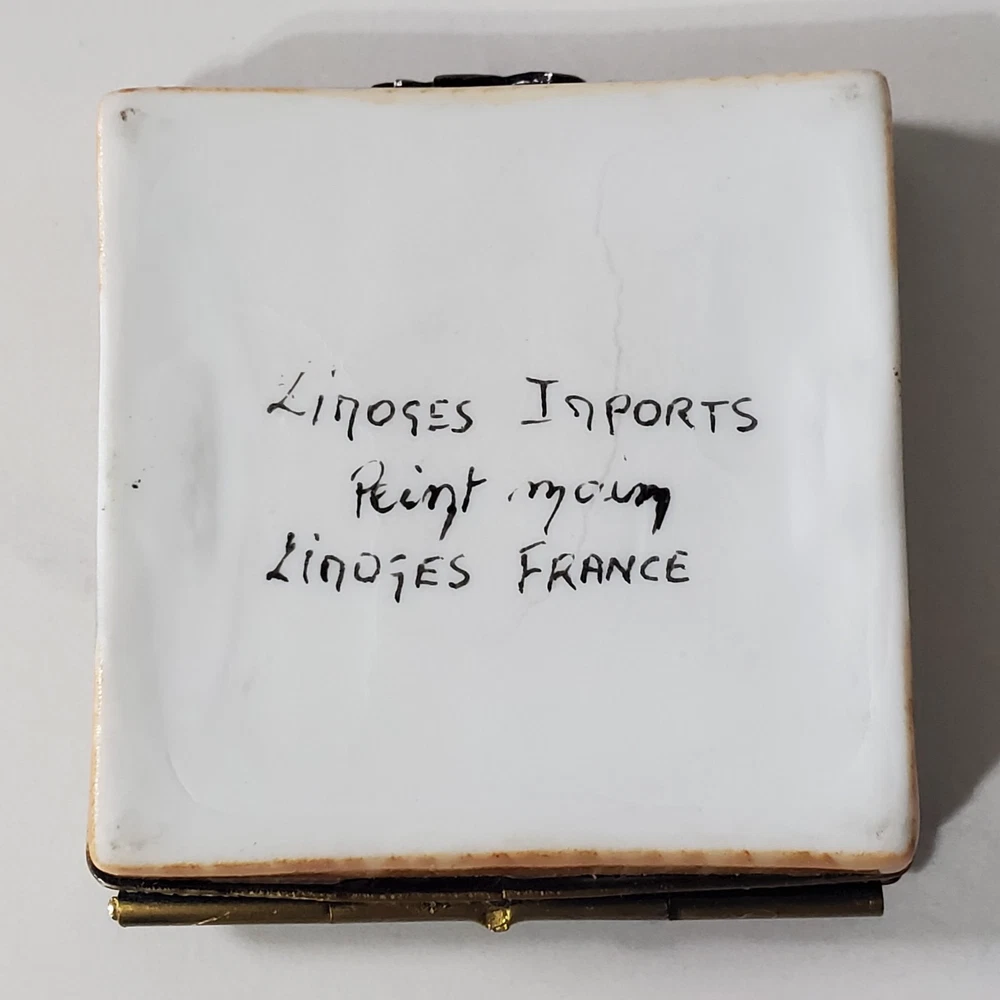 LiMOGES IMPORTS
Peint main
LiMOGES FRANCE